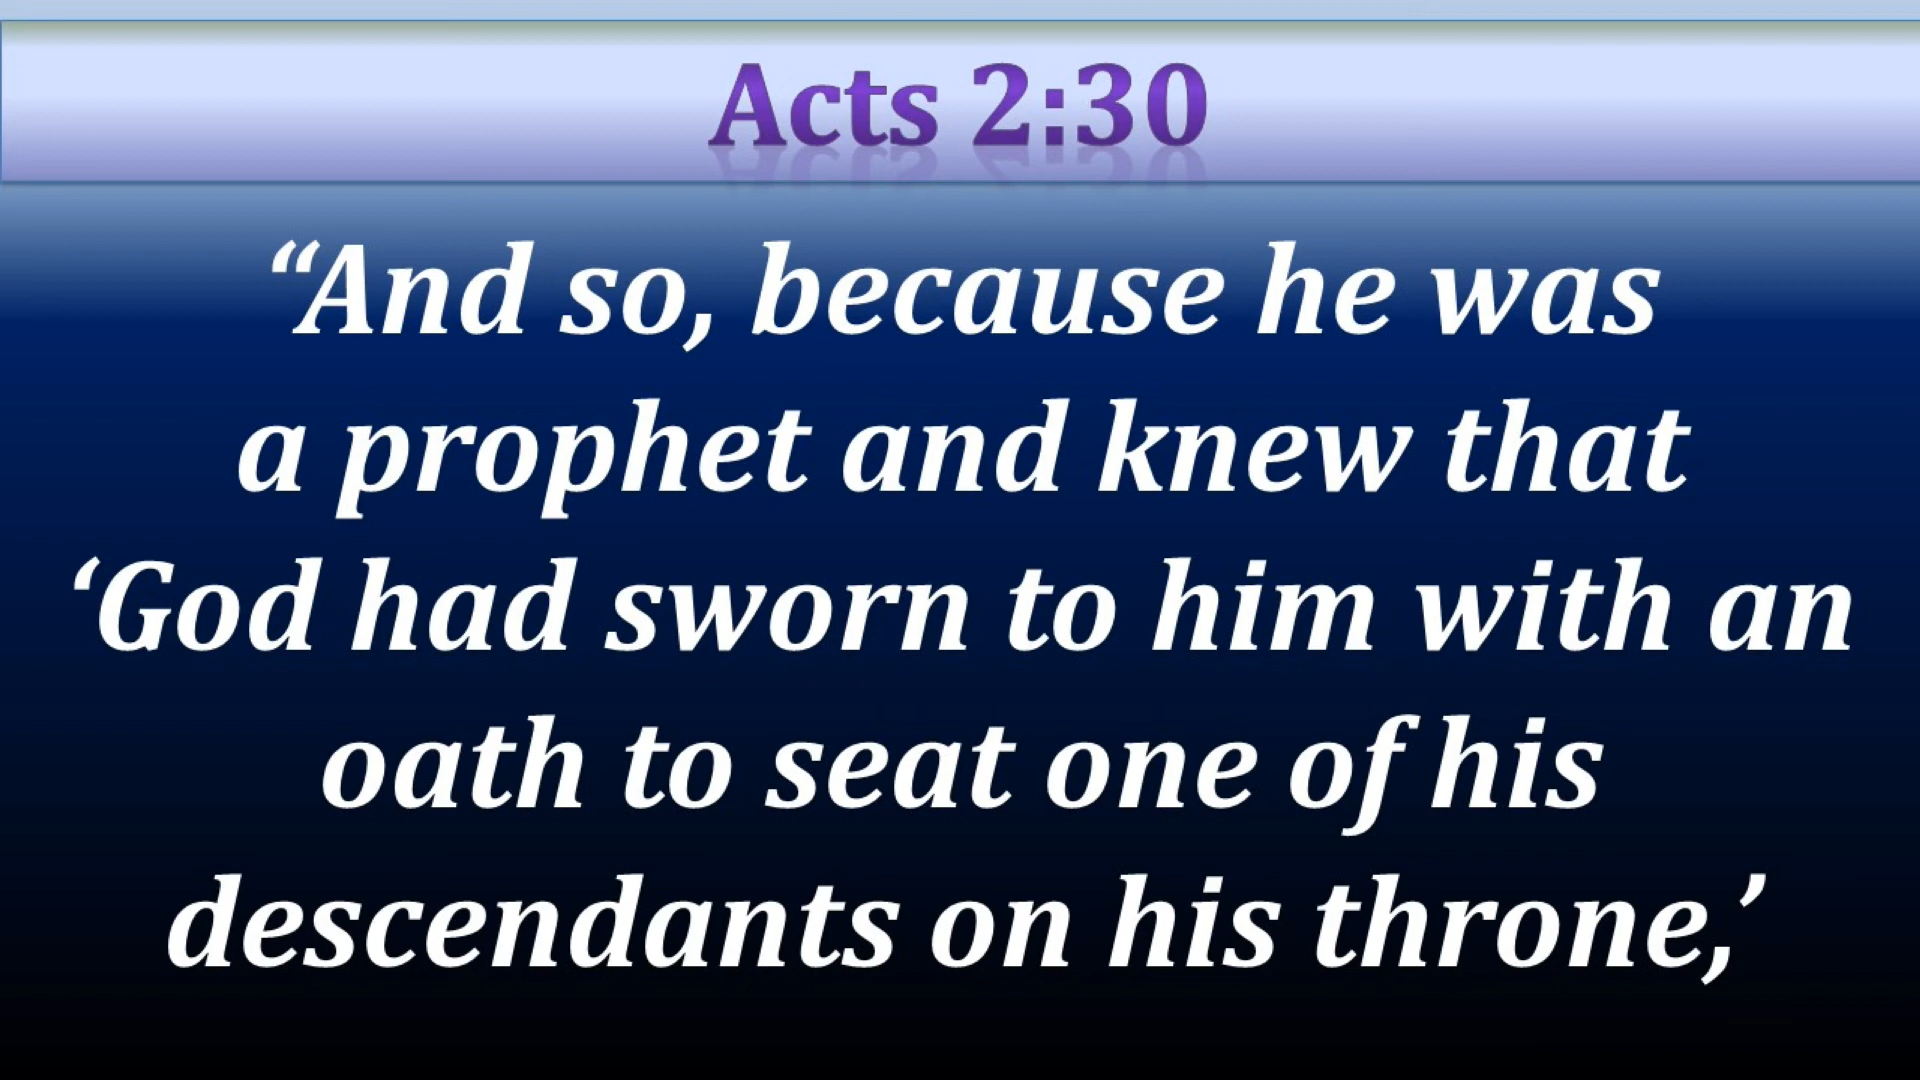 Acts 2:30
“And so, because he was
a prophet and knew that
‘God had sworn to him with an
oath to seat one of his
descendants on his throne,’